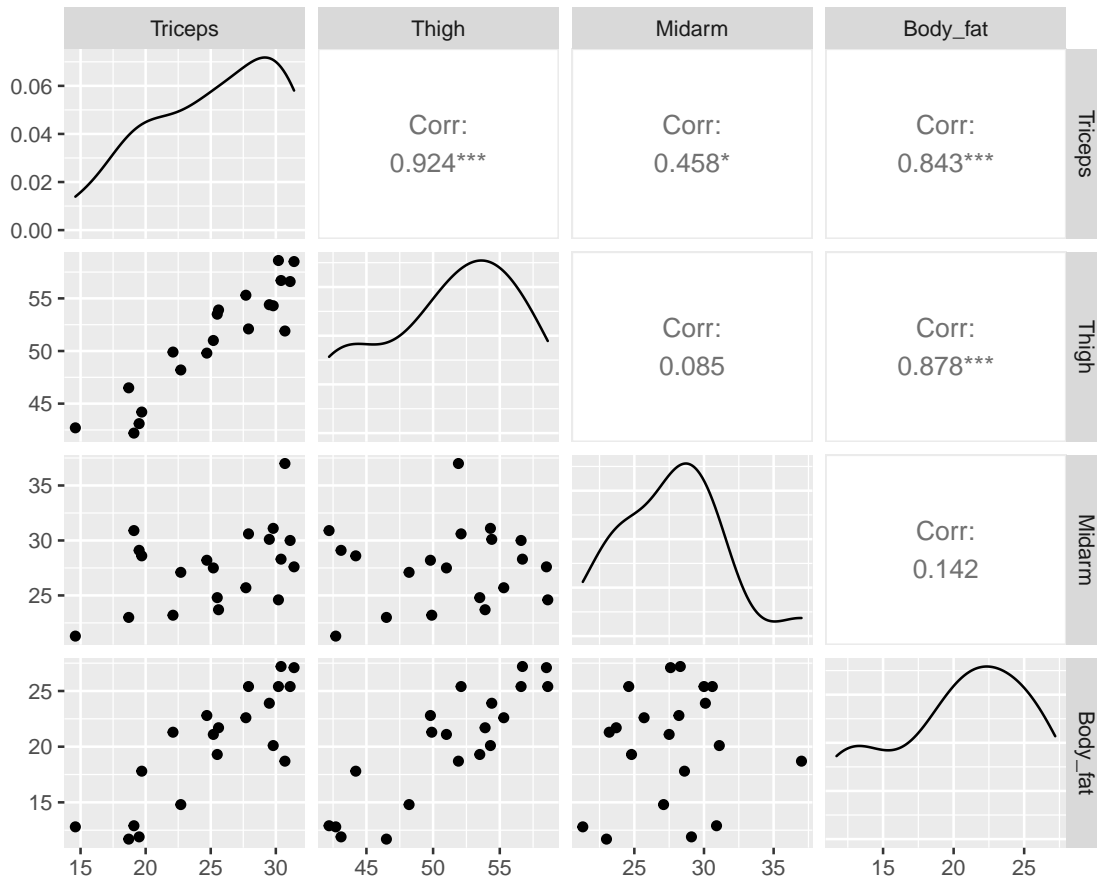 Triceps
Thigh
Midarm
Body_fat
0.06
0.04
0.02
0.00
Corr:
0.924***
Corr:
0.458*
Corr:
0.843***
Triceps
55
50
45
Corr:
0.085
Corr:
0.878***
Thigh
35
30
25
Corr:
0.142
Midarm
25
20
15
Body_fat
15 20 25 30
45 50 55
25 30 35
15 20 25